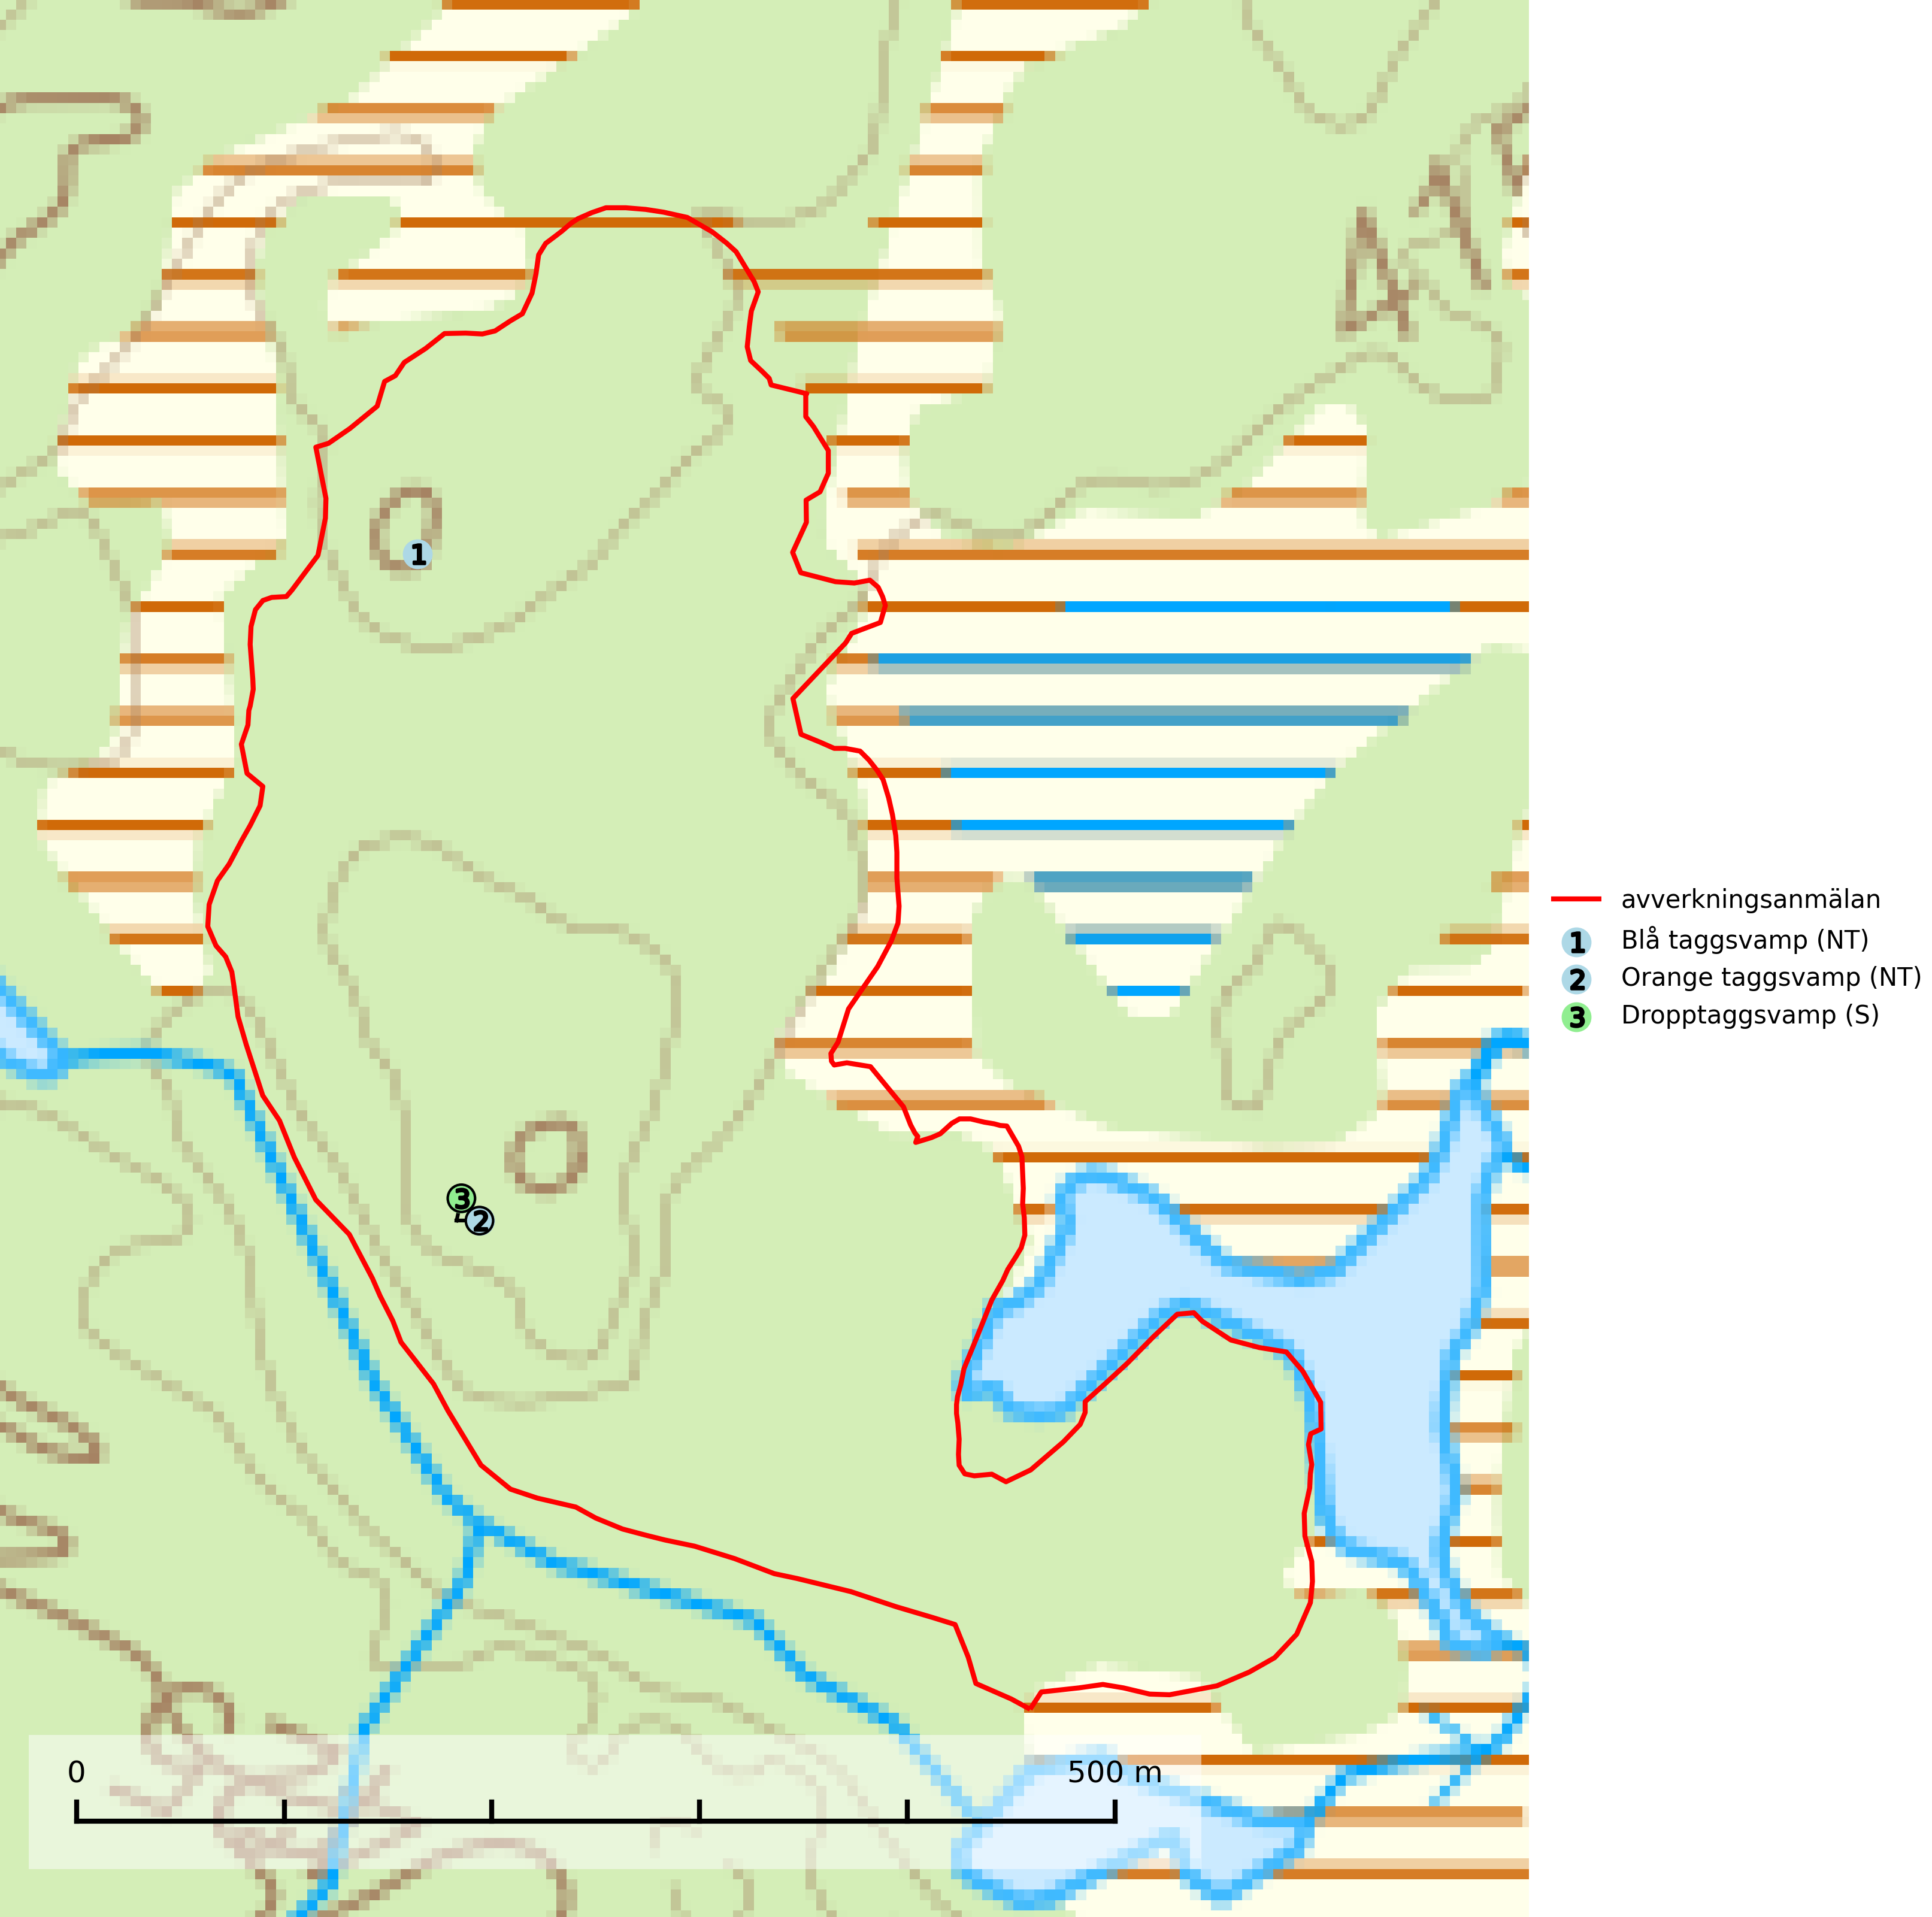 1
3
2
avverkningsanmälan
1 Blå taggsvamp (NT)
2 Orange taggsvamp (NT)
3 Dropptaggsvamp (S)
0 500 m